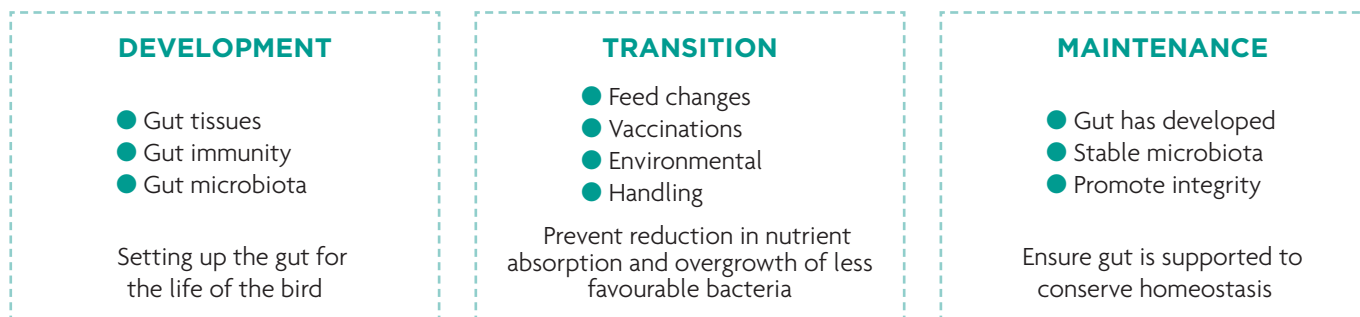 DEVELOPMENT
Gut tissues
Gut immunity
Gut microbiota
Setting up the gut for
the life of the bird
TRANSITION
Feed changes
Vaccinations
Environmental
Handling
Prevent reduction in nutrient
absorption and overgrowth of less
favourable bacteria
MAINTENANCE
Gut has developed
Stable microbiota
Promote integrity
Ensure gut is supported to
conserve homeostasis